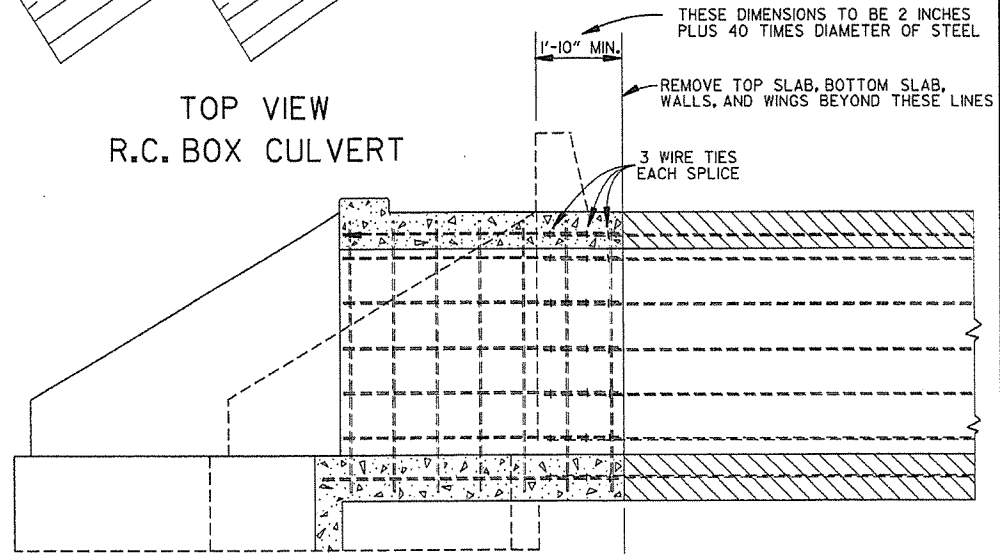 THESE DIMENSIONS TO BE 2 INCHES
PLUS 40 TIMES DIAMETER OF STEEL
1'-10" MIN.
REMOVE TOP SLAB, BOTTOM SLAB,
WALLS, AND WINGS BEYOND THESE LINES
TOP VIEW
R.C. BOX CULVERT
3 WIRE TIES
EACH SPLICE